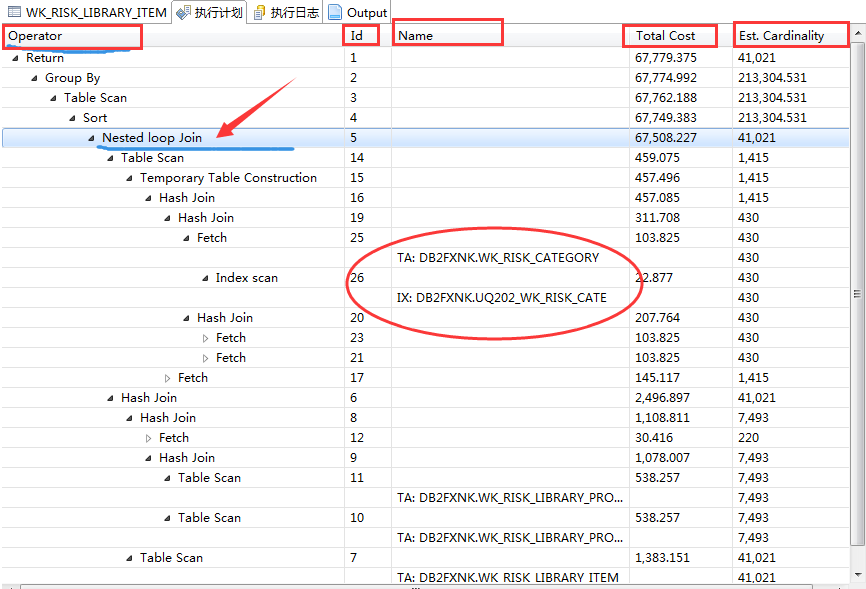 WK_RISK_LIBRARY_ITEM 执行计划 执行日志 Output
Operator Id Name Total Cost Est. Cardinality
Return 1 67,779.375 41,021
Group By 2 67,774.992 213,304.531
Table Scan 3 67,762.188 213,304.531
Sort 4 67,749.383 213,304.531
Nested loop Join 5 67,508.227 41,021
Table Scan 14 459.075 1,415
Temporary Table Construction 15 457.496 1,415
Hash Join 16 457.085 1,415
Hash Join 19 311.708 430
Fetch 25 103.825 430
TA: DB2FXNK.WK_RISK_CATEGORY 430
Index scan 26 22.877 430
IX: DB2FXNK.UQ202_WK_RISK_CATE 430
Hash Join 20 207.764 430
Fetch 23 103.825 430
Fetch 21 103.825 430
Fetch 17 145.117 1,415
Hash Join 6 2,496.897 41,021
Hash Join 8 1,108.811 7,493
Fetch 12 30.416 220
Hash Join 9 1,078.007 7,493
Table Scan 11 538.257 7,493
TA: DB2FXNK.WK_RISK_LIBRARY_PRO... 7,493
Table Scan 10 538.257 7,493
TA: DB2FXNK.WK_RISK_LIBRARY_PRO... 7,493
Table Scan 7 1,383.151 41,021
TA: DB2FXNK.WK_RISK_LIBRARY_ITEM 41,021